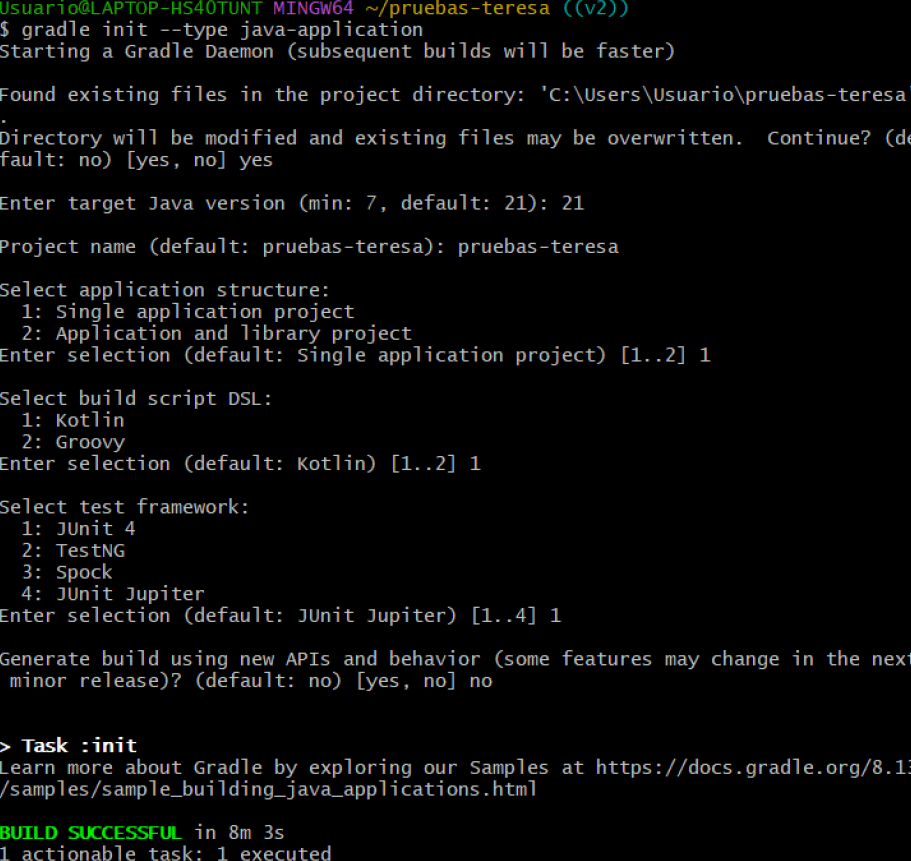 Usuario@LAPTOP-HS40TUNT MINGW64 ~/pruebas-teresa ((v2))
$ gradle init --type java-application
Starting a Gradle Daemon (subsequent builds will be faster)
Found existing files in the project directory: 'C:\Users\Usuario\pruebas-teresa'
.
Directory will be modified and existing files may be overwritten.  Continue? (de
fault: no) [yes, no] yes
Enter target Java version (min: 7, default: 21): 21
Project name (default: pruebas-teresa): pruebas-teresa
Select application structure:
  1: Single application project
  2: Application and library project
Enter selection (default: Single application project) [1..2] 1
Select build script DSL:
  1: Kotlin
  2: Groovy
Enter selection (default: Kotlin) [1..2] 1
Select test framework:
  1: JUnit 4
  2: TestNG
  3: Spock
  4: JUnit Jupiter
Enter selection (default: JUnit Jupiter) [1..4] 1
Generate build using new APIs and behavior (some features may change in the next
 minor release)? (default: no) [yes, no] no
> Task :init
Learn more about Gradle by exploring our Samples at https://docs.gradle.org/8.13
/samples/sample_building_java_applications.html
BUILD SUCCESSFUL in 8m 3s
1 actionable task: 1 executed